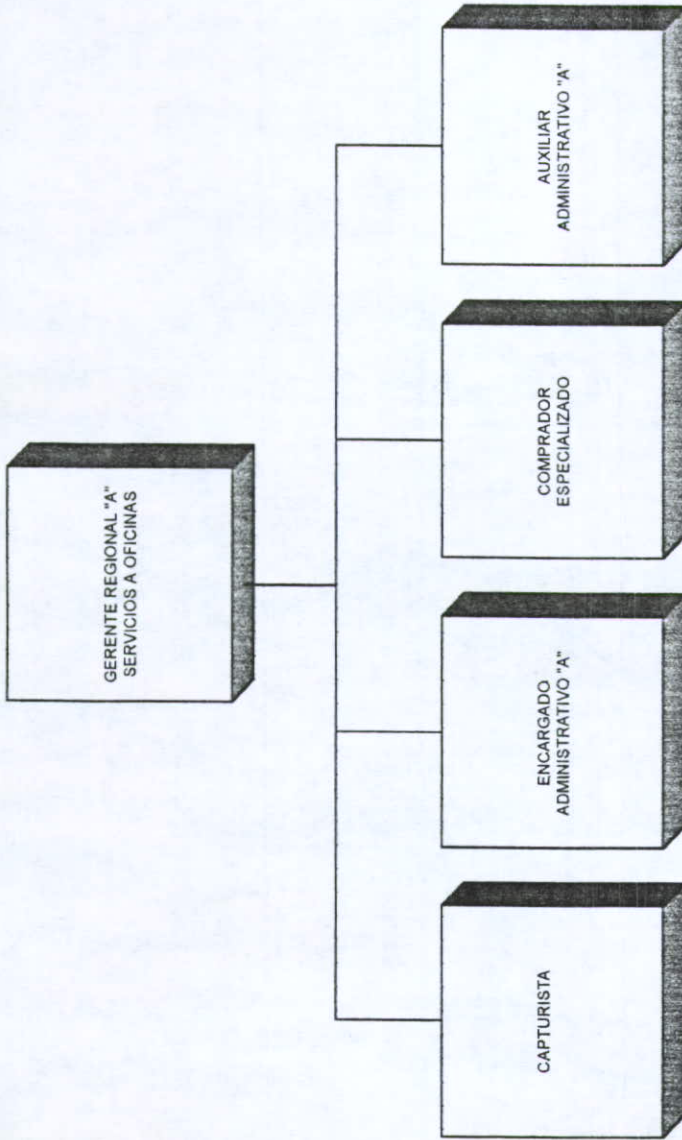 GERENTE REGIONAL "A"
SERVICIOS A OFICINAS
CAPTURISTA
ENCARGADO
ADMINISTRATIVO "A"
COMPRADOR
ESPECIALIZADO
AUXILIAR
ADMINISTRATIVO "A"